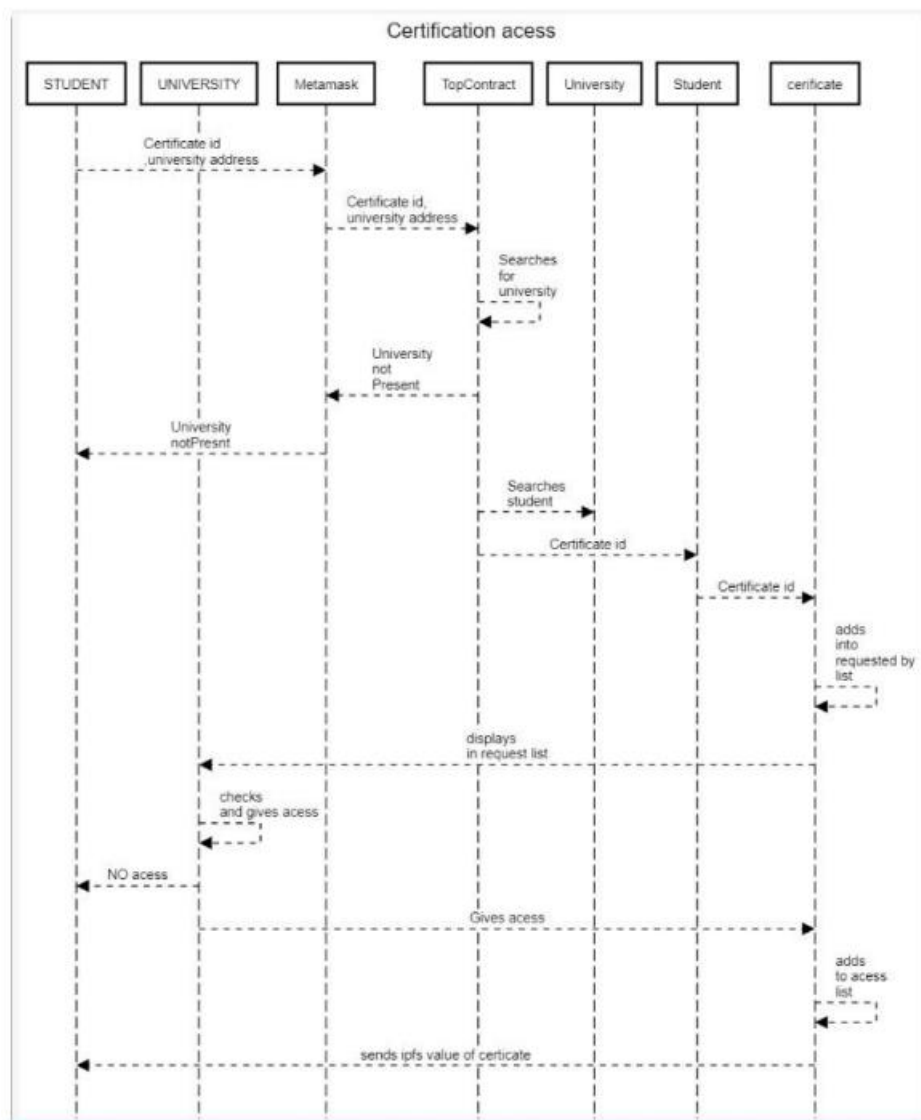 Certification acess
STUDENT
UNIVERSITY
Metamask
TopContract
University
Student
cerificate
Certificate id
,university address
Certificate id,
university address
Searches
for
university
University
not
Present
University
notPresnt
Searches
student
Certificate id
Certificate id
adds
into
requested by
list
displays
in request list
checks
and gives acess
NO acess
Gives acess
adds
to acess
list
sends ipfs value of certicate